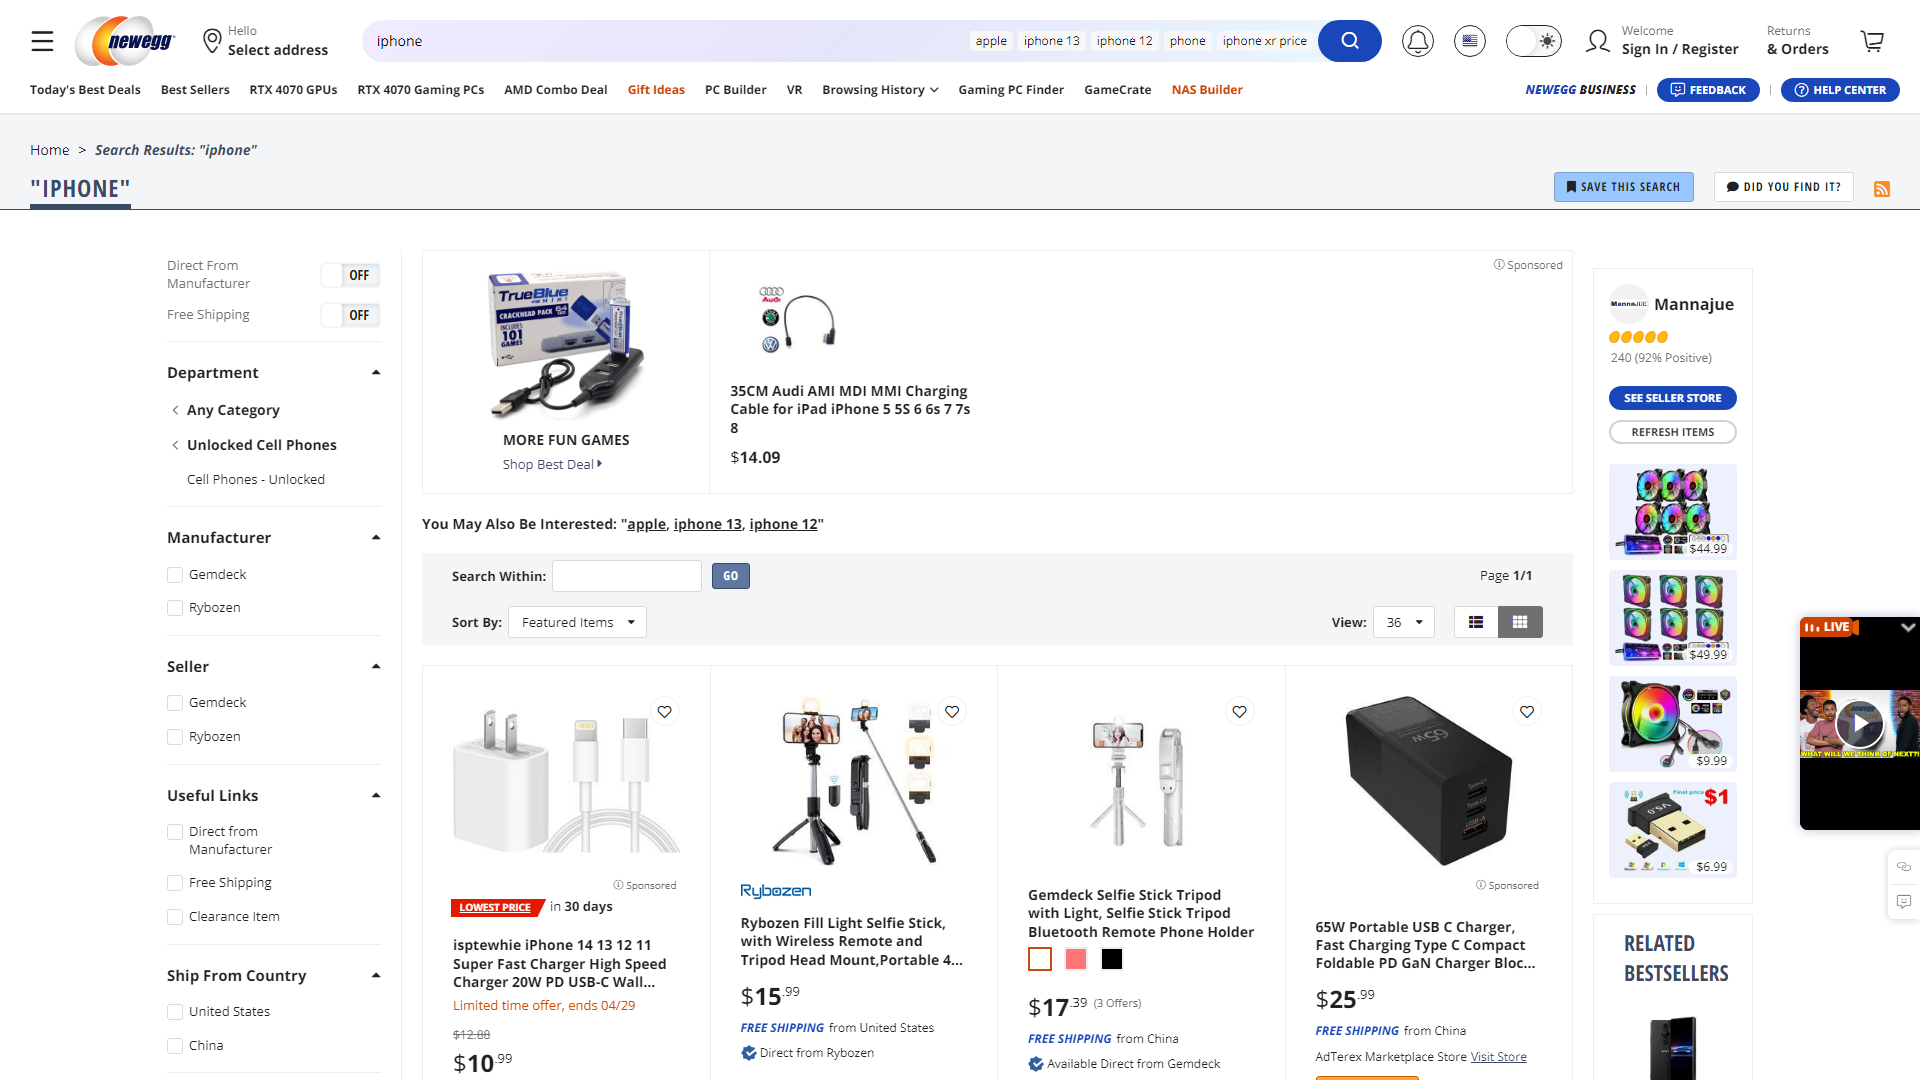 newegg
Hello
Select address
iphone
apple
iphone 13
iphone 12
phone
iphone xr price
Welcome
Sign In / Register
Returns
& Orders
Today's Best Deals
Best Sellers
RTX 4070 GPUs
RTX 4070 Gaming PCs
AMD Combo Deal
Gift Ideas
PC Builder
VR
Browsing History
Gaming PC Finder
GameCrate
NAS Builder
NEWEGG BUSINESS
FEEDBACK
HELP CENTER
Home > Search Results: "iphone"
"IPHONE"
SAVE THIS SEARCH
DID YOU FIND IT?
Direct From
Manufacturer
OFF
Free Shipping
OFF
Department
Any Category
Unlocked Cell Phones
Cell Phones - Unlocked
Manufacturer
Gemdeck
Rybozen
Seller
Gemdeck
Rybozen
Useful Links
Direct from
Manufacturer
Free Shipping
Clearance Item
Ship From Country
United States
China
TrueBlue
MINI
CRACKHEAD PACK
64
INCLUDES
101
GAMES
MORE FUN GAMES
Shop Best Deal
Sponsored
Audi
35CM Audi AMI MDI MMI Charging
Cable for iPad iPhone 5 5S 6 6s 7 7s
8
$14.09
You May Also Be Interested: "apple, iphone 13, iphone 12"
Search Within:
GO
Page 1/1
Sort By:
Featured Items
View:
36
Sponsored
LOWEST PRICE in 30 days
isptewhie iPhone 14 13 12 11
Super Fast Charger High Speed
Charger 20W PD USB-C Wall...
Limited time offer, ends 04/29
$12.88
$10.99
Rybozen
Rybozen Fill Light Selfie Stick,
with Wireless Remote and
Tripod Head Mount,Portable 4...
$15.99
FREE SHIPPING from United States
Direct from Rybozen
Gemdeck Selfie Stick Tripod
with Light, Selfie Stick Tripod
Bluetooth Remote Phone Holder
$17.39 (3 Offers)
FREE SHIPPING from China
Available Direct from Gemdeck
65W
Type-C1
Type-C2
USB-A
Sponsored
65W Portable USB C Charger,
Fast Charging Type C Compact
Foldable PD GaN Charger Bloc...
$25.99
FREE SHIPPING from China
AdTerex Marketplace Store Visit Store
MannaJUE
Mannajue
240 (92% Positive)
SEE SELLER STORE
REFRESH ITEMS
$44.99
$49.99
$9.99
Final price $1
V5.0
$6.99
RELATED
BESTSELLERS
LIVE
newegg
WHAT WILL WE THINK OF NEXT?!